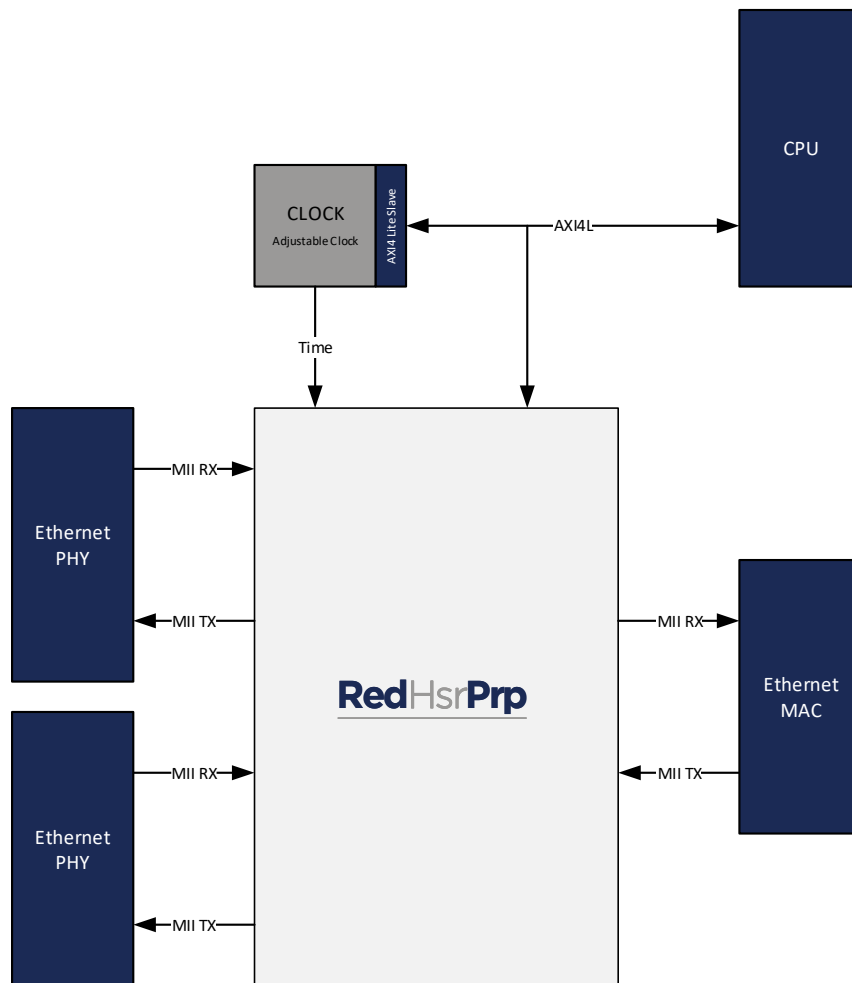 CPU
CLOCK
Adjustable Clock
AXI4 Lite Slave
AXI4L
Time
MII RX
Ethernet
PHY
MII TX
MII RX
Ethernet
MAC
MII TX
RedHsrPrp
MII RX
Ethernet
PHY
MII TX